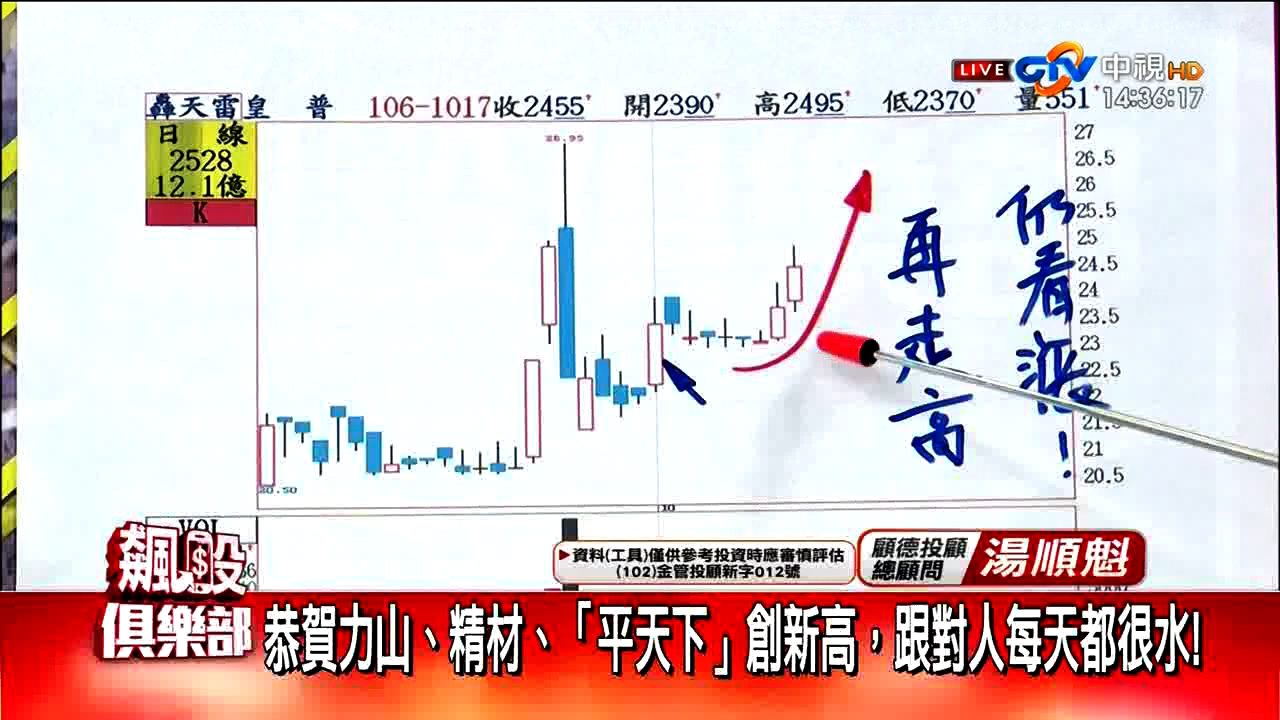 LIVE CTV 中視HD
14:36:17
轟天雷皇 普 106-1017收2455 開2390 高2495 低2370 量551
日線
2528
12.1億
K
26.95
27
26.5
26
25.5
25
24.5
24
23.5
23
22.5
21
20.5
仍看漲!
再走高
20.50
10
VOL
▶資料(工具)僅供參考投資時應審慎評估
(102)金管投顧新字012號
顧德投顧
總顧問
湯順魁
飆股
俱樂部
恭賀力山、精材、「平天下」創新高,跟對人每天都很水!